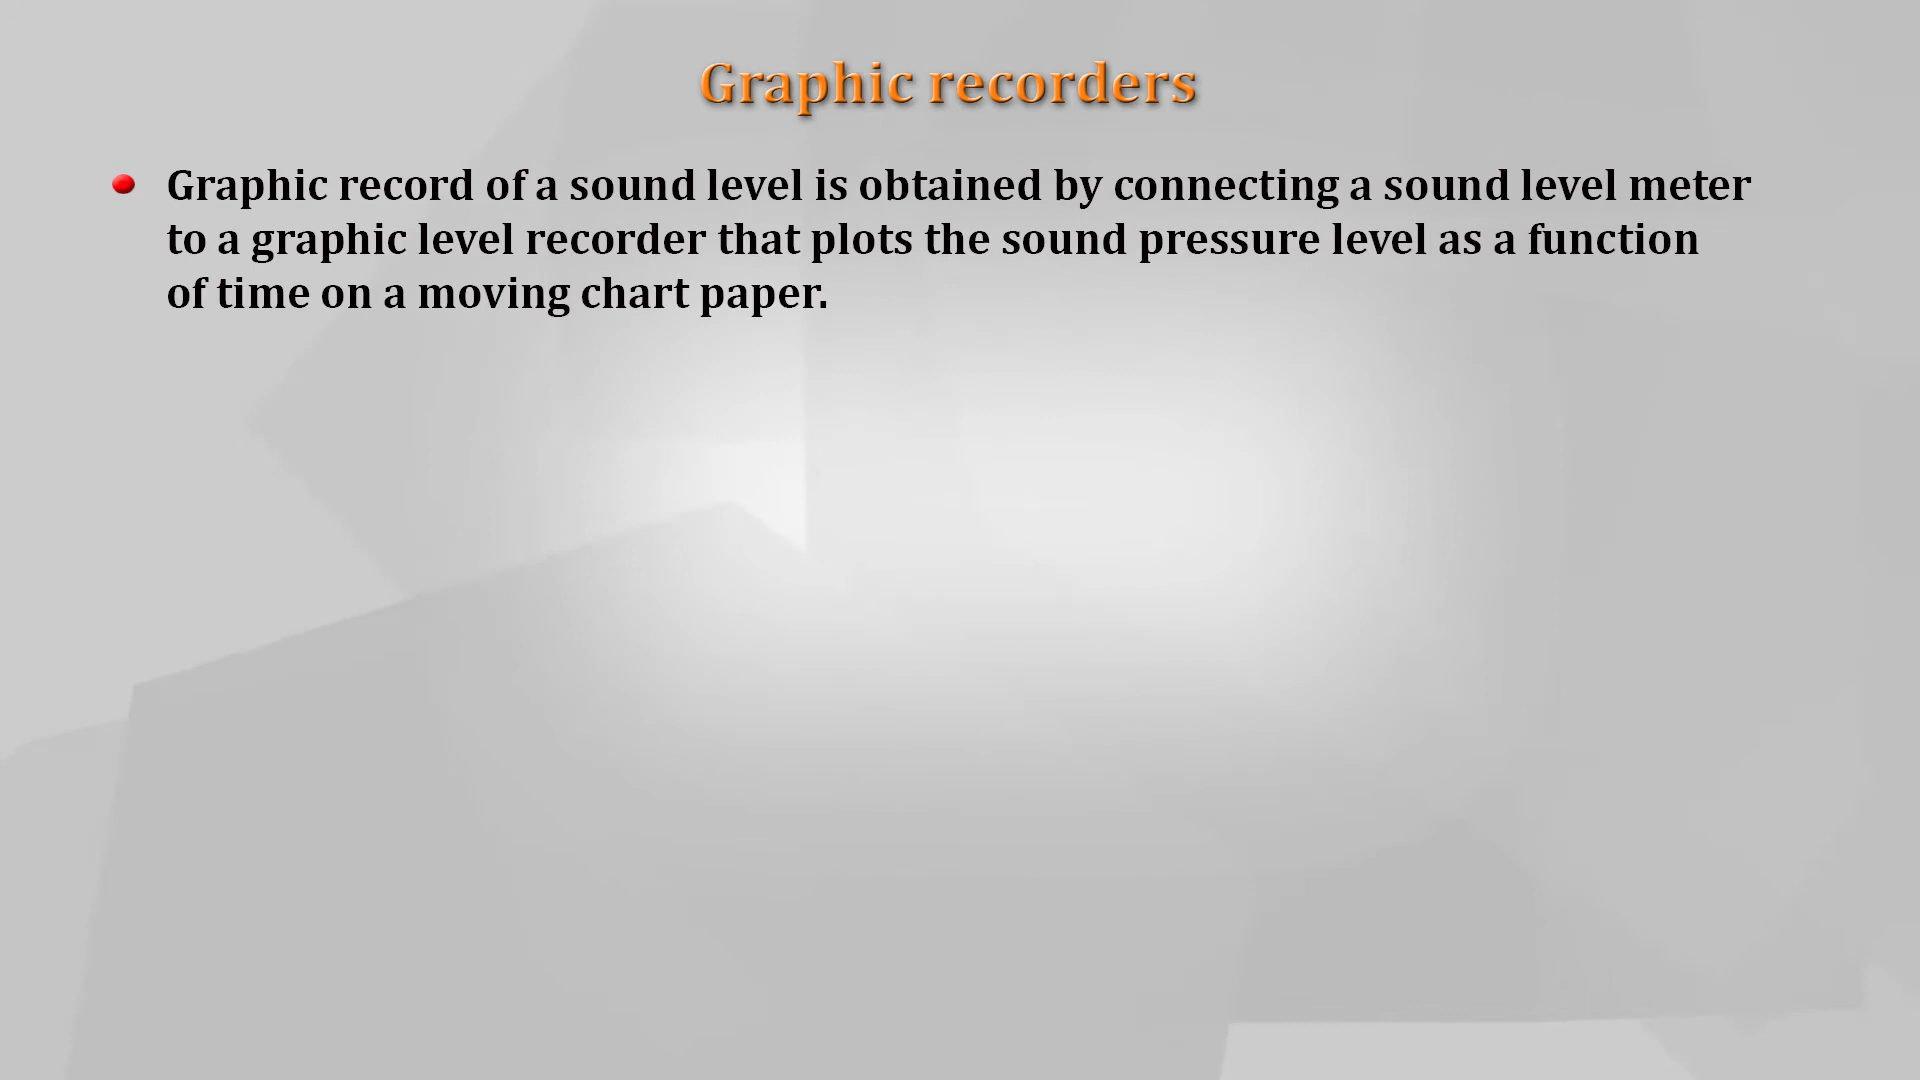 Graphic recorders
Graphic record of a sound level is obtained by connecting a sound level meter
to a graphic level recorder that plots the sound pressure level as a function
of time on a moving chart paper.